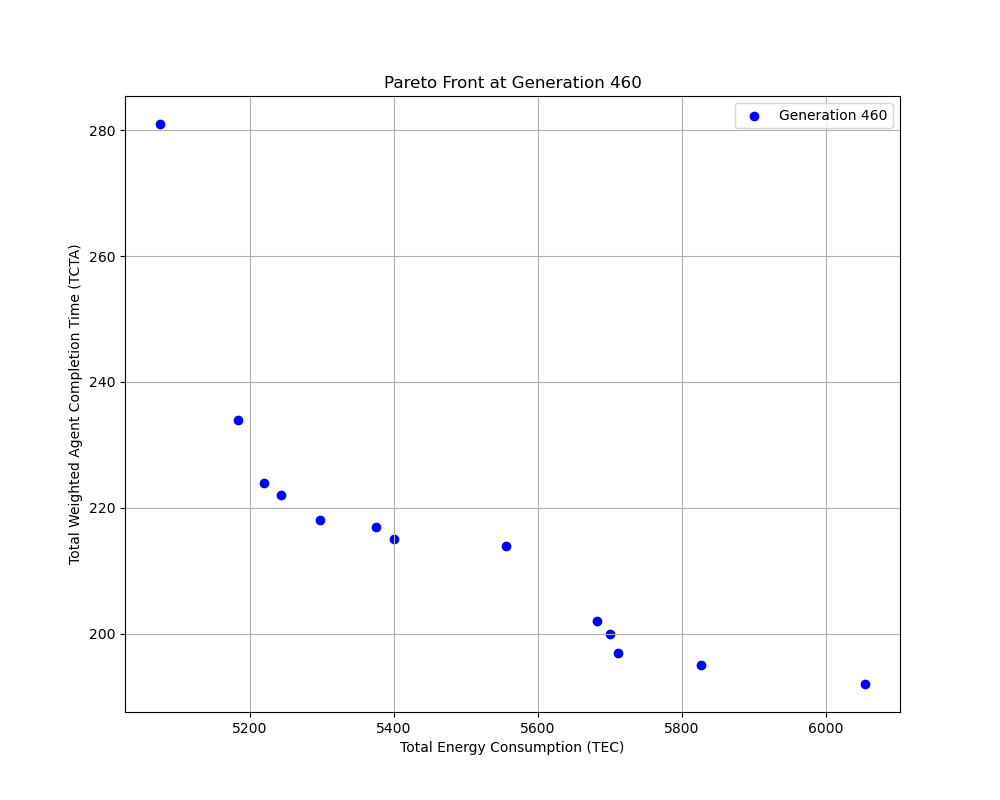 Pareto Front at Generation 460
Generation 460
Total Weighted Agent Completion Time (TCTA)
280
260
240
220
200
5200 5400 5600 5800 6000
Total Energy Consumption (TEC)